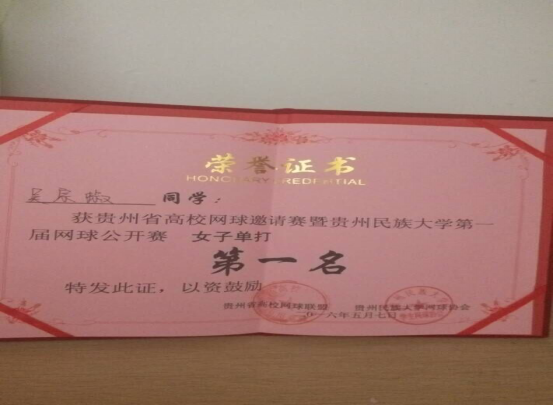 荣誉证书
HONORARY CREDENTIAL
同学：
获贵州省高校网球邀请赛暨贵州民族大学第一
届网球公开赛 女子单打
第一名
特发此证，以资鼓励
贵州省高校网球联盟 贵州民族大学网球协会
二〇一六年五月七日